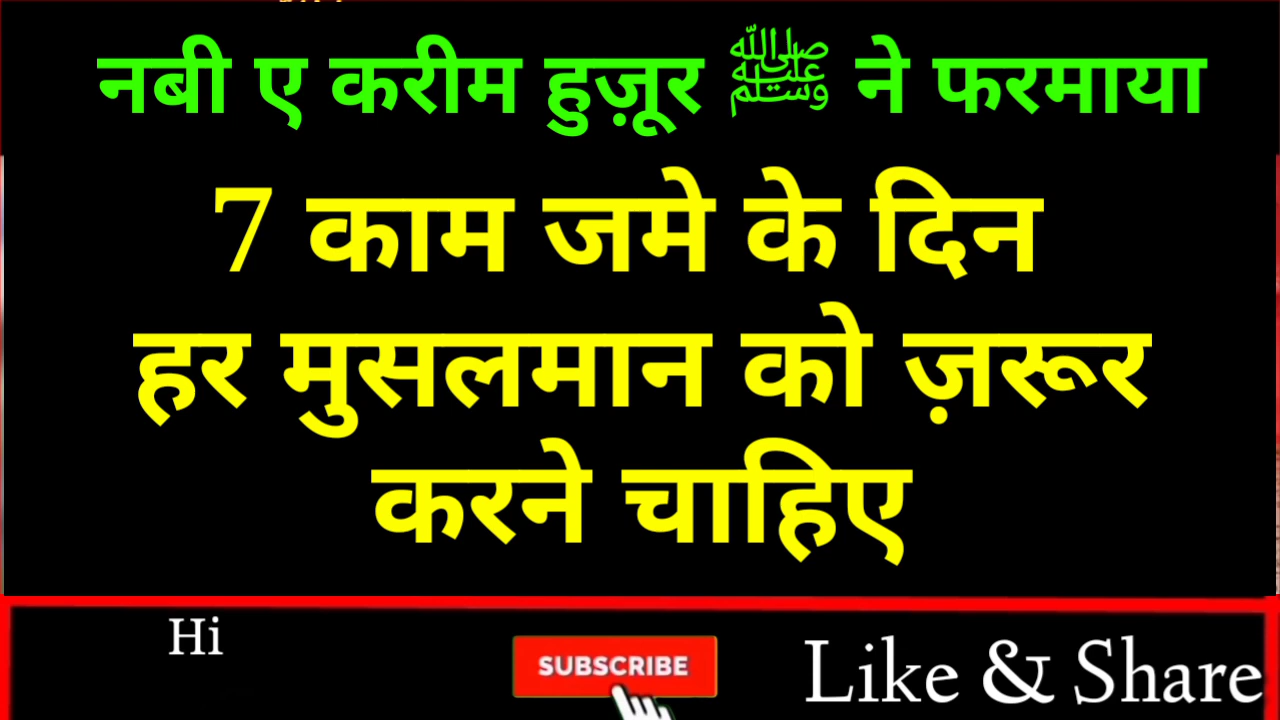 नबी ए करीम हुज़ूर ﷺ ने फरमाया
7 काम जमे के दिन
हर मुसलमान को ज़रूर
करने चाहिए
Hi
SUBSCRIBE
Like & Share